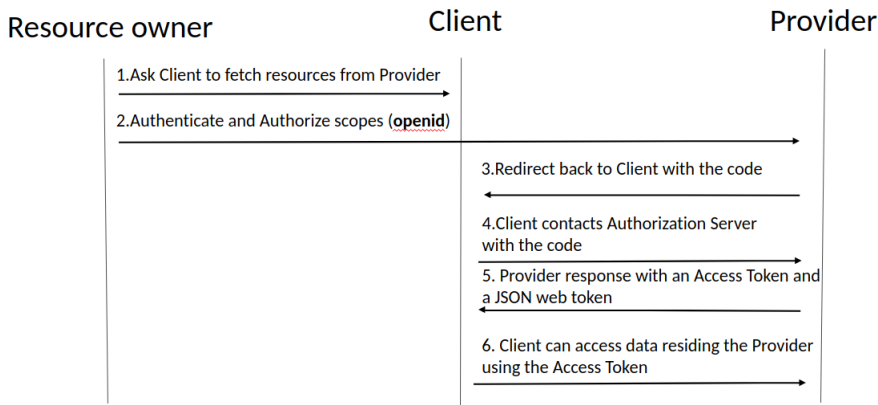 Resource owner
Client
Provider
1.Ask Client to fetch resources from Provider
2.Authenticate and Authorize scopes (openid)
3.Redirect back to Client with the code
4.Client contacts Authorization Server
with the code
5. Provider response with an Access Token and
a JSON web token
6. Client can access data residing the Provider
using the Access Token